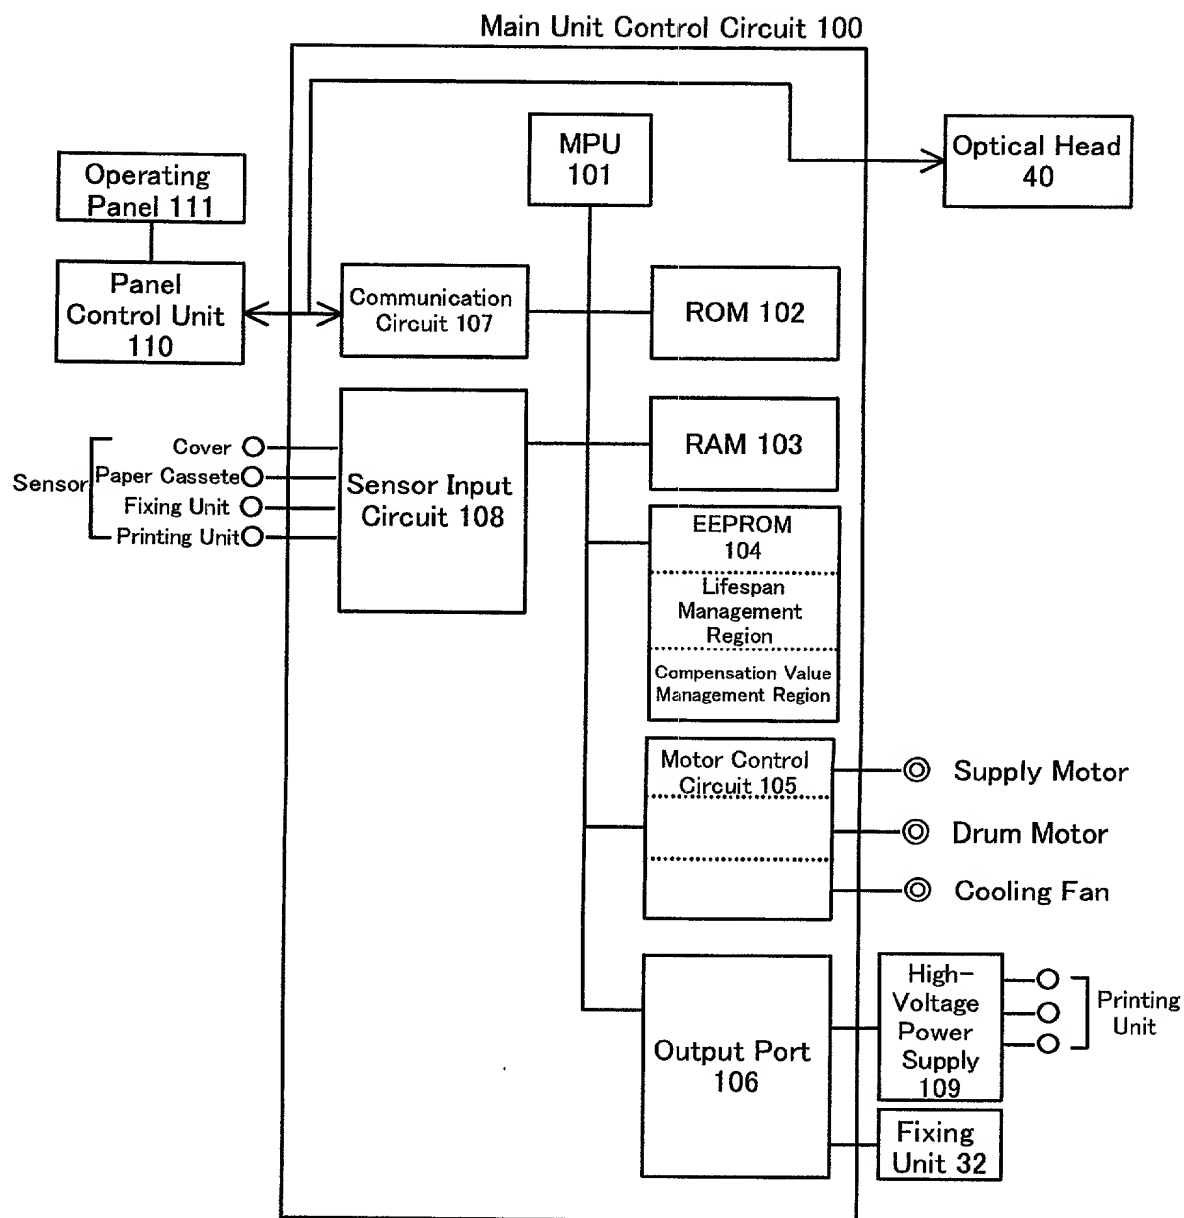 Main Unit Control Circuit 100
MPU
101
Optical Head
40
Operating
Panel 111
Panel
Control Unit
110
Communication
Circuit 107
ROM 102
Sensor
Cover
Paper Cassete
Fixing Unit
Printing Unit
Sensor Input
Circuit 108
RAM 103
EEPROM
104
Lifespan
Management
Region
Compensation Value
Management Region
Motor Control
Circuit 105
Supply Motor
Drum Motor
Cooling Fan
Output Port
106
High-
Voltage
Power
Supply
109
Printing
Unit
Fixing
Unit 32